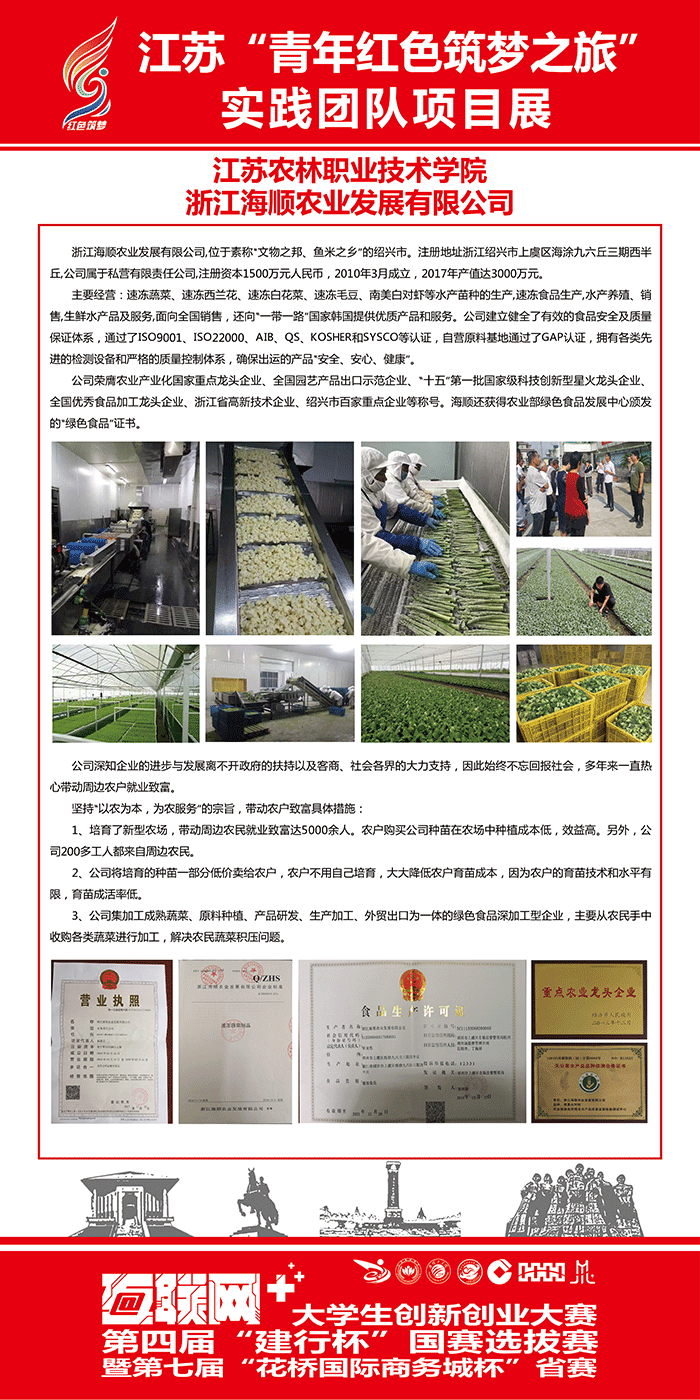 红色筑梦
江苏“青年红色筑梦之旅”
实践团队项目展
江苏农林职业技术学院
浙江海顺农业发展有限公司
浙江海顺农业发展有限公司,位于素称“文物之邦、鱼米之乡”的绍兴市。注册地址浙江绍兴市上虞区海涂九六丘三期西半
丘,公司属于私营有限责任公司,注册资本1500万元人民币，2010年3月成立，2017年产值达3000万元。
主要经营：速冻蔬菜、速冻西兰花、速冻白花菜、速冻毛豆、南美白对虾等水产苗种的生产,速冻食品生产,水产养殖、销
售,生鲜水产品及服务,面向全国销售，还向“一带一路”国家韩国提供优质产品和服务。公司建立健全了有效的食品安全及质量
保证体系，通过了ISO9001、ISO22000、AIB、QS、KOSHER和SYSCO等认证，自营原料基地通过了GAP认证，拥有各类先
进的检测设备和严格的质量控制体系，确保出运的产品“安全、安心、健康”。
公司荣膺农业产业化国家重点龙头企业、全国园艺产品出口示范企业、“十五”第一批国家级科技创新型星火龙头企业、
全国优秀食品加工龙头企业、浙江省高新技术企业、绍兴市百家重点企业等称号。海顺还获得农业部绿色食品发展中心颁发
的“绿色食品”证书。
公司深知企业的进步与发展离不开政府的扶持以及客商、社会各界的大力支持，因此始终不忘回报社会，多年来一直热
心带动周边农户就业致富。
坚持“以农为本，为农服务”的宗旨，带动农户致富具体措施：
1、培育了新型农场，带动周边农民就业致富达5000余人。农户购买公司种苗在农场中种植成本低，效益高。另外，公
司200多工人都来自周边农民。
2、公司将培育的种苗一部分低价卖给农户，农户不用自己培育，大大降低农户育苗成本，因为农户的育苗技术和水平有
限，育苗成活率低。
3、公司集加工成熟蔬菜、原料种植、产品研发、生产加工、外贸出口为一体的绿色食品深加工型企业，主要从农民手中
收购各类蔬菜进行加工，解决农民蔬菜积压问题。
营业执照
Q/ZHS
食品生产许可证
重点农业龙头企业
互联网++
大学生创新创业大赛
第四届“建行杯”国赛选拔赛
暨第七届“花桥国际商务城杯”省赛